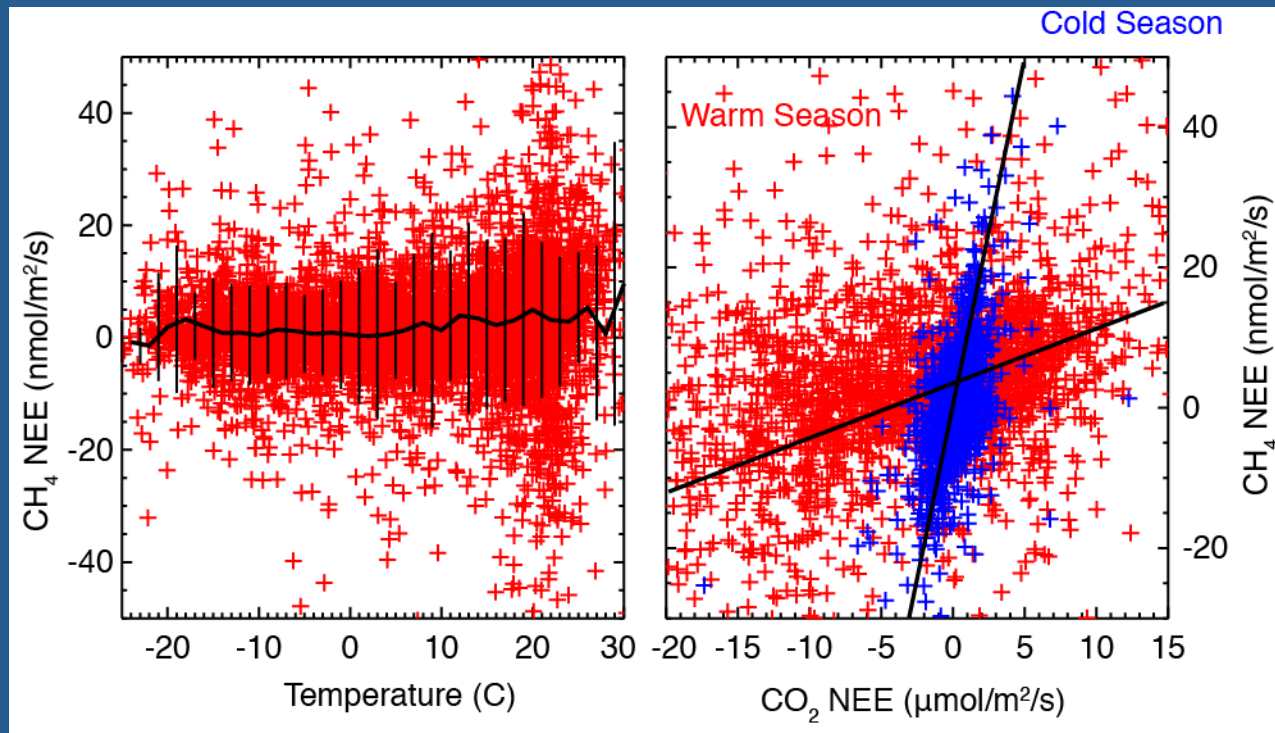 Cold Season
Warm Season
40
20
0
-20
-40
CH₄ NEE (nmol/m²/s)
-20 -10 0 10 20 30
Temperature (C)
40
20
0
-20
CH₄ NEE (nmol/m²/s)
-20 -15 -10 -5 0 5 10 15
CO₂ NEE (μmol/m²/s)